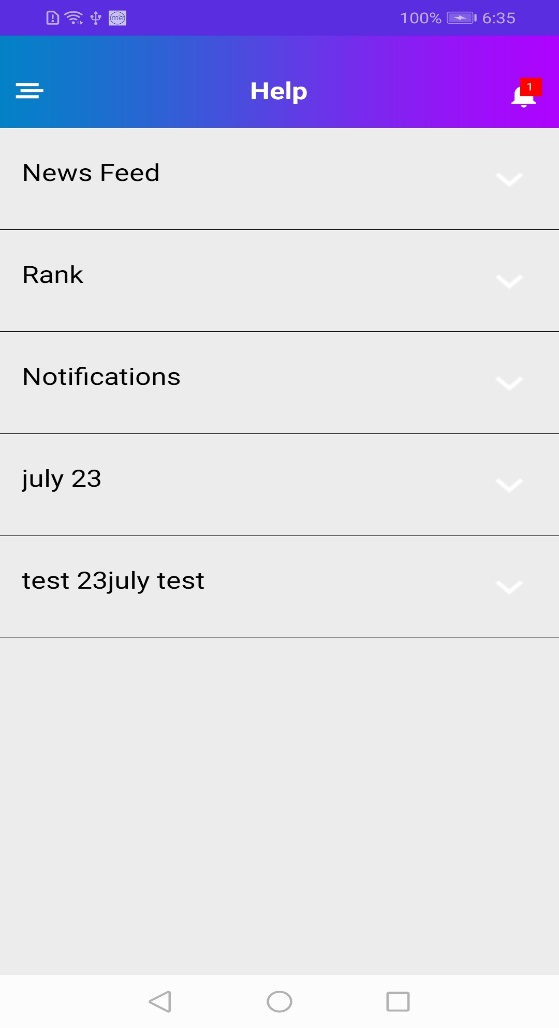 100% 6:35
Help
1
News Feed
Rank
Notifications
july 23
test 23july test